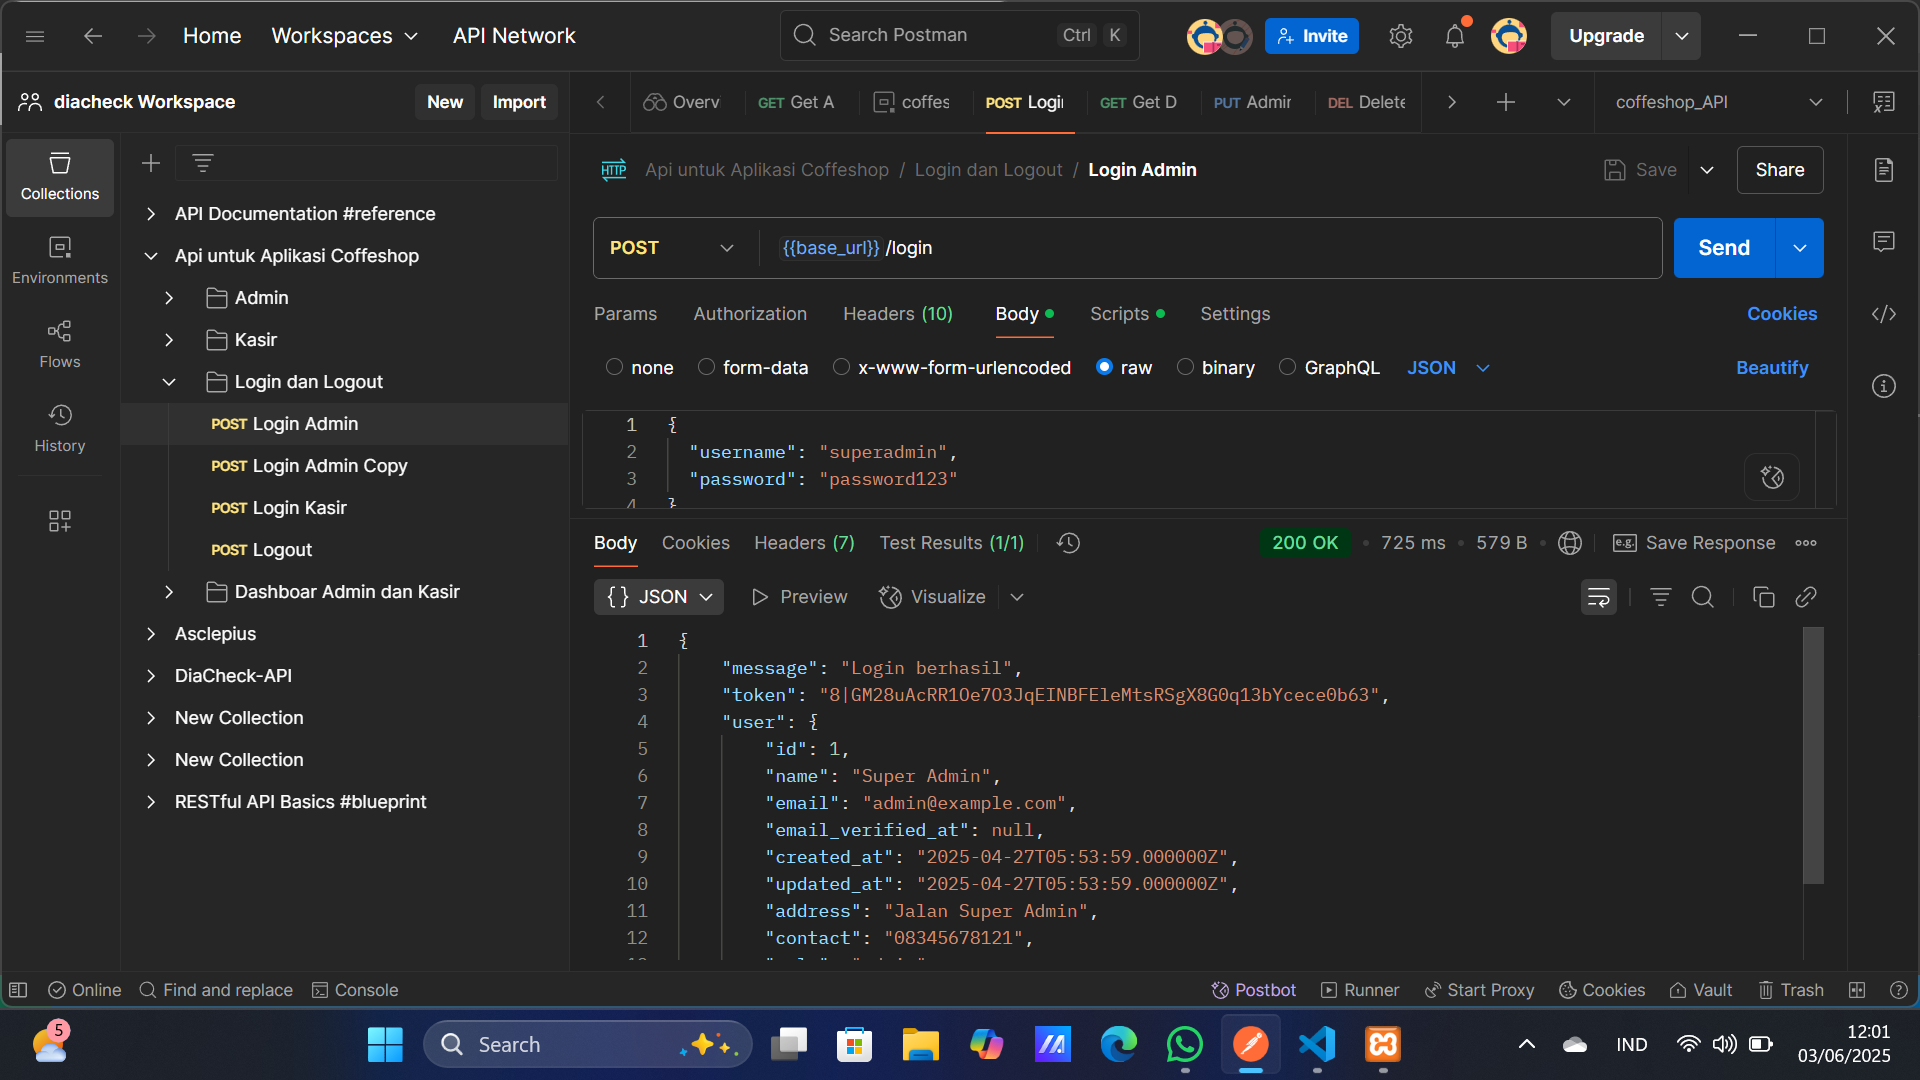 Home
Workspaces
API Network
Search Postman
Ctrl K
Invite
Upgrade
diacheck Workspace
New
Import
Overv
GET Get A
coffes
POST Logi
GET Get D
PUT Admir
DEL Delete
coffeshop_API
Collections
Environments
Flows
History
API Documentation #reference
Api untuk Aplikasi Coffeshop
Admin
Kasir
Login dan Logout
POST Login Admin
POST Login Admin Copy
POST Login Kasir
POST Logout
Dashboar Admin dan Kasir
Asclepius
DiaCheck-API
New Collection
New Collection
RESTful API Basics #blueprint
HTTP Api untuk Aplikasi Coffeshop / Login dan Logout / Login Admin
Save
Share
POST {{base_url}} /login
Send
Params Authorization Headers (10) Body Scripts Settings
Cookies
none form-data x-www-form-urlencoded raw binary GraphQL JSON
Beautify
1 {
2 "username": "superadmin",
3 "password": "password123"
4 }
Body Cookies Headers (7) Test Results (1/1)
200 OK • 725 ms • 579 B
e.g. Save Response
{} JSON Preview Visualize
1 {
2 "message": "Login berhasil",
3 "token": "8|GM28uAcRR1Oe7O3JqEINBFEleMtsRSgX8G0q13bYcece0b63",
4 "user": {
5 "id": 1,
6 "name": "Super Admin",
7 "email": "admin@example.com",
8 "email_verified_at": null,
9 "created_at": "2025-04-27T05:53:59.000000Z",
10 "updated_at": "2025-04-27T05:53:59.000000Z",
11 "address": "Jalan Super Admin",
12 "contact": "08345678121",
Online
Find and replace
Console
Postbot
Runner
Start Proxy
Cookies
Vault
Trash
5
Search
IND
12:01
03/06/2025